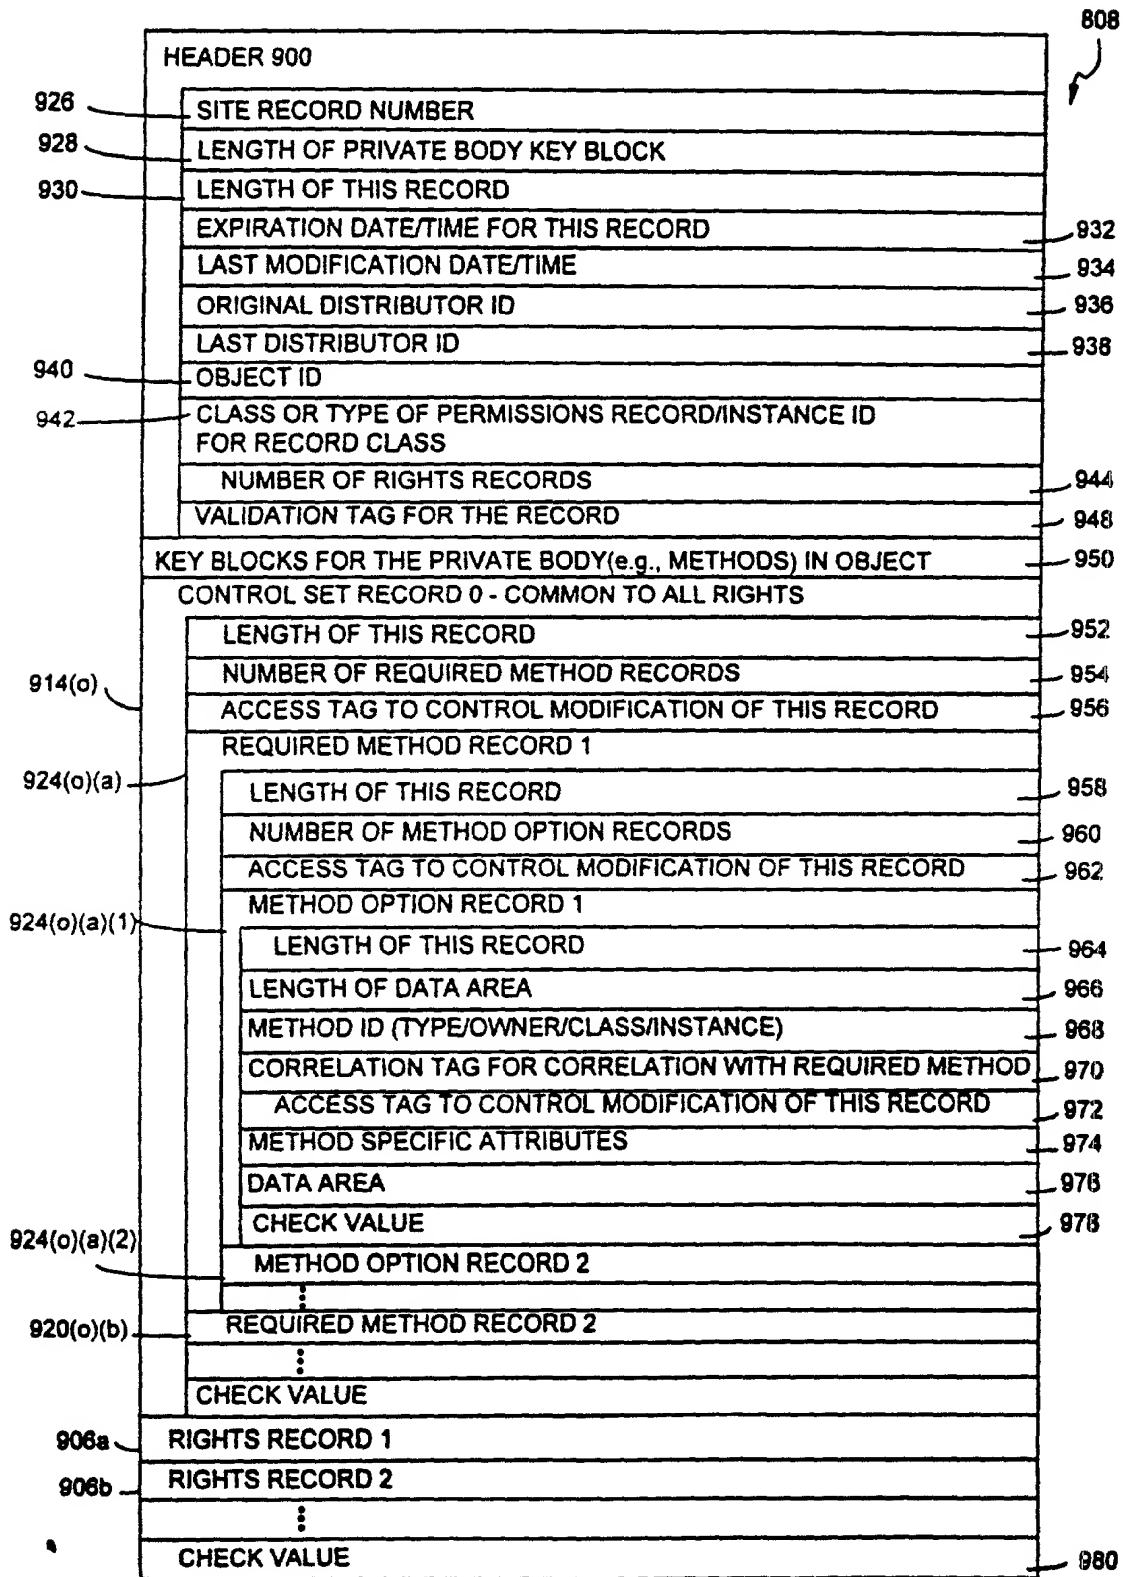 808
HEADER 900
926 SITE RECORD NUMBER
928 LENGTH OF PRIVATE BODY KEY BLOCK
930 LENGTH OF THIS RECORD
EXPIRATION DATE/TIME FOR THIS RECORD 932
LAST MODIFICATION DATE/TIME 934
ORIGINAL DISTRIBUTOR ID 936
LAST DISTRIBUTOR ID 938
940 OBJECT ID
942 CLASS OR TYPE OF PERMISSIONS RECORD/INSTANCE ID
FOR RECORD CLASS
NUMBER OF RIGHTS RECORDS 944
VALIDATION TAG FOR THE RECORD 948
KEY BLOCKS FOR THE PRIVATE BODY(e.g., METHODS) IN OBJECT 950
CONTROL SET RECORD 0 - COMMON TO ALL RIGHTS
LENGTH OF THIS RECORD 952
914(o) NUMBER OF REQUIRED METHOD RECORDS 954
ACCESS TAG TO CONTROL MODIFICATION OF THIS RECORD 956
REQUIRED METHOD RECORD 1
924(o)(a) LENGTH OF THIS RECORD 958
NUMBER OF METHOD OPTION RECORDS 960
ACCESS TAG TO CONTROL MODIFICATION OF THIS RECORD 962
924(o)(a)(1) METHOD OPTION RECORD 1
LENGTH OF THIS RECORD 964
LENGTH OF DATA AREA 966
METHOD ID (TYPE/OWNER/CLASS/INSTANCE) 968
CORRELATION TAG FOR CORRELATION WITH REQUIRED METHOD 970
ACCESS TAG TO CONTROL MODIFICATION OF THIS RECORD 972
METHOD SPECIFIC ATTRIBUTES 974
DATA AREA 976
CHECK VALUE 978
924(o)(a)(2) METHOD OPTION RECORD 2
920(o)(b) REQUIRED METHOD RECORD 2
CHECK VALUE
906a RIGHTS RECORD 1
906b RIGHTS RECORD 2
CHECK VALUE 980